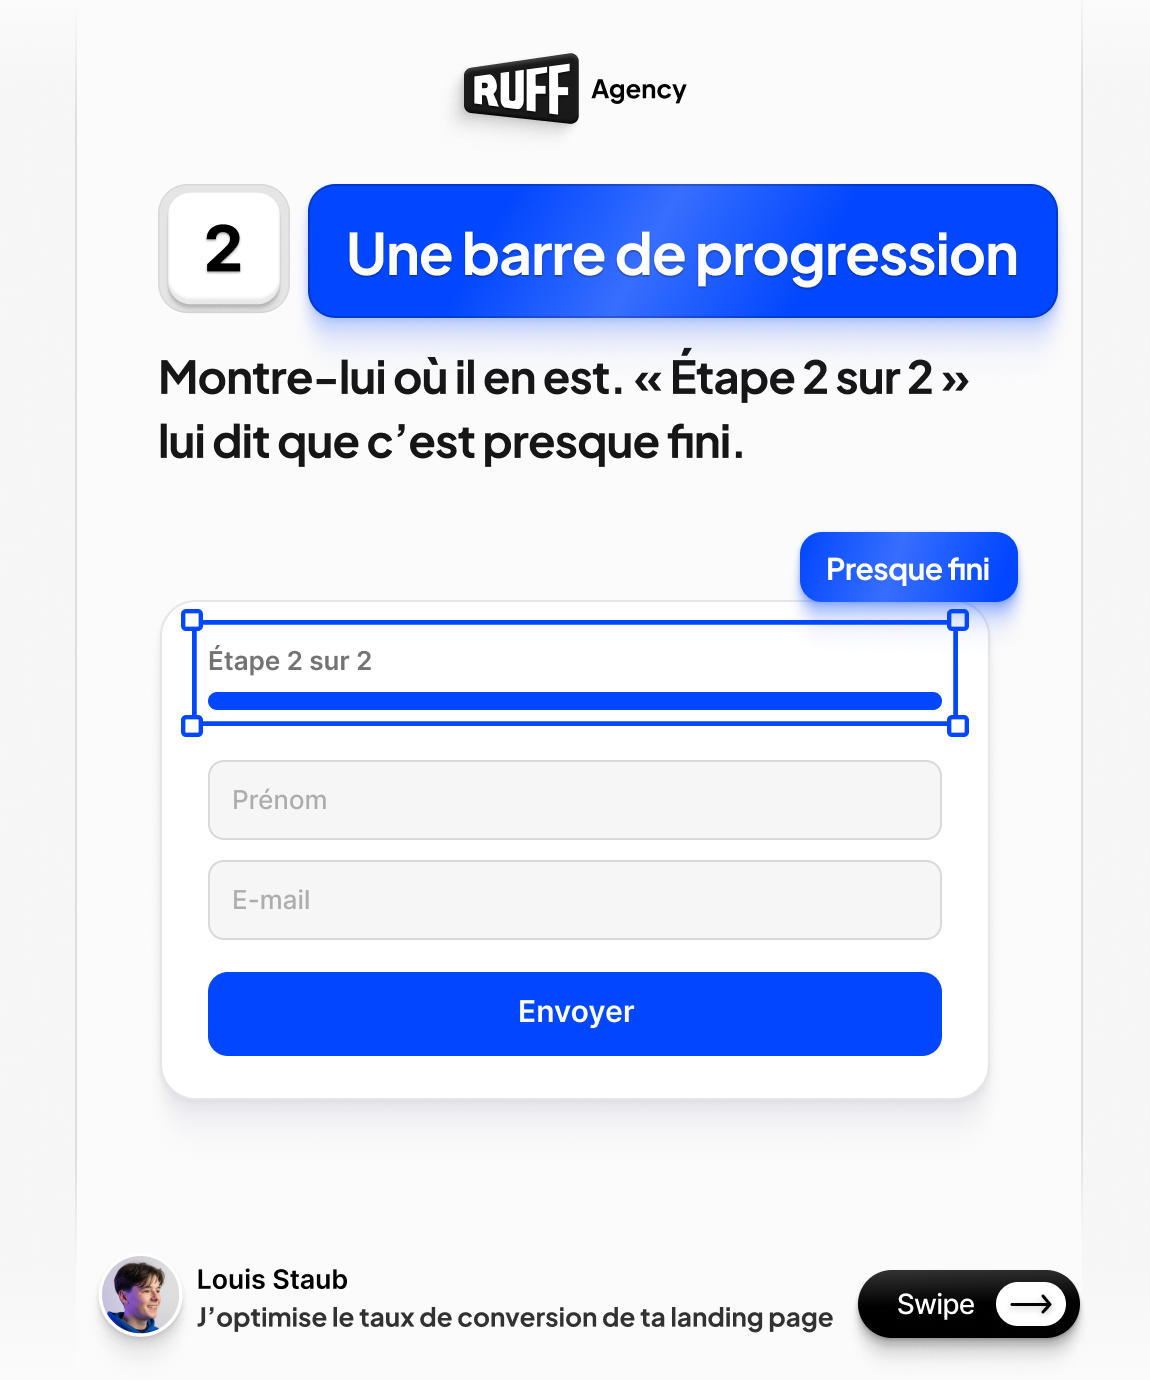 RUFF Agency
2
Une barre de progression
Montre-lui où il en est. « Étape 2 sur 2 »
lui dit que c’est presque fini.
Presque fini
Étape 2 sur 2
Prénom
E-mail
Envoyer
Louis Staub
J’optimise le taux de conversion de ta landing page
Swipe